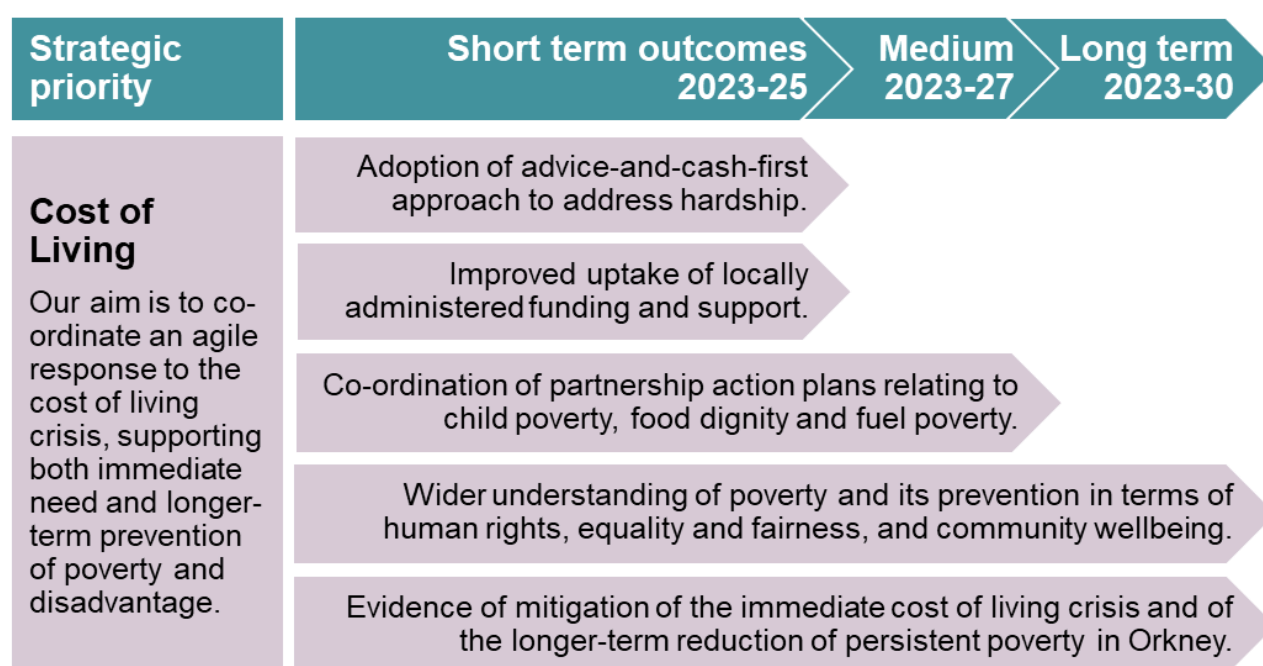 Strategic
priority
Short term outcomes
2023-25
Medium
2023-27
Long term
2023-30
Cost of
Living
Our aim is to co-
ordinate an agile
response to the
cost of living
crisis, supporting
both immediate
need and longer-
term prevention
of poverty and
disadvantage.
Adoption of advice-and-cash-first
approach to address hardship.
Improved uptake of locally
administered funding and support.
Co-ordination of partnership action plans relating to
child poverty, food dignity and fuel poverty.
Wider understanding of poverty and its prevention in terms of
human rights, equality and fairness, and community wellbeing.
Evidence of mitigation of the immediate cost of living crisis and of
the longer-term reduction of persistent poverty in Orkney.